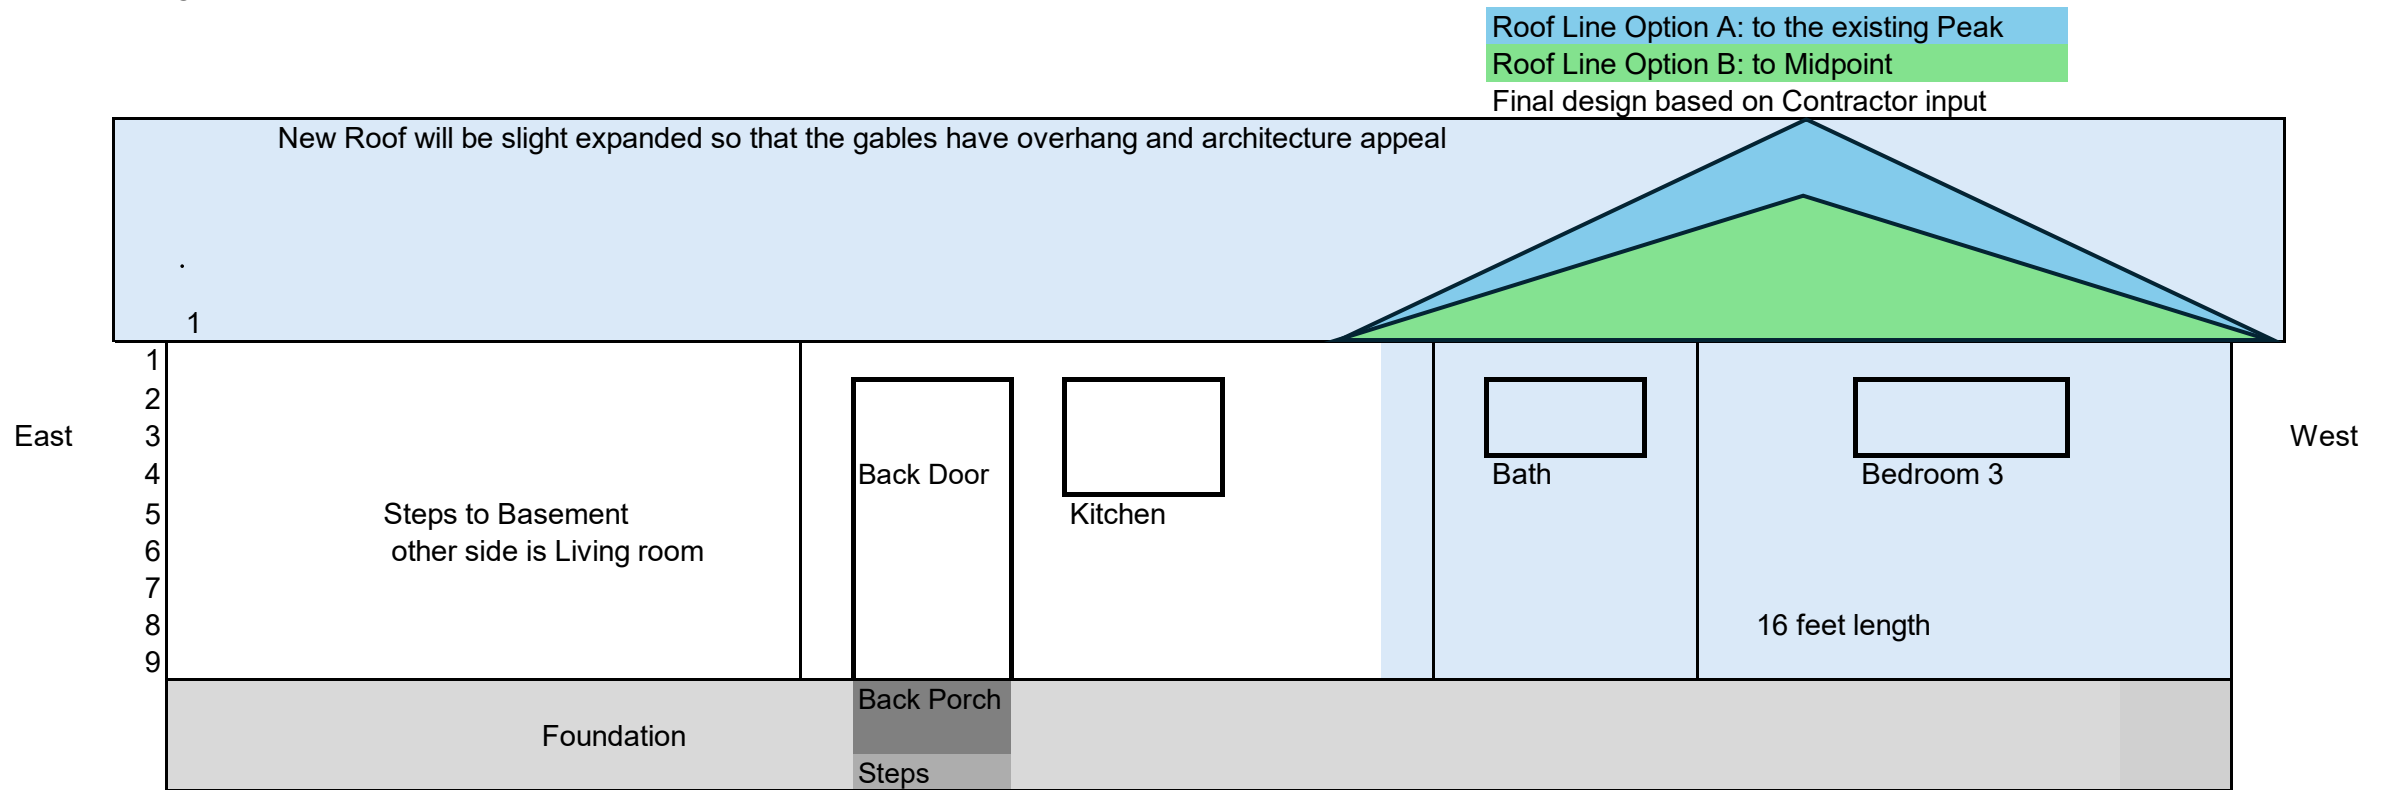 Roof Line Option A: to the existing Peak
Roof Line Option B: to Midpoint
Final design based on Contractor input
New Roof will be slight expanded so that the gables have overhang and architecture appeal
.
1
1
2
East
3
West
4
Back Door
Bath
Bedroom 3
5
Steps to Basement
Kitchen
6
other side is Living room
7
8
16 feet length
9
Back Porch
Foundation
Steps